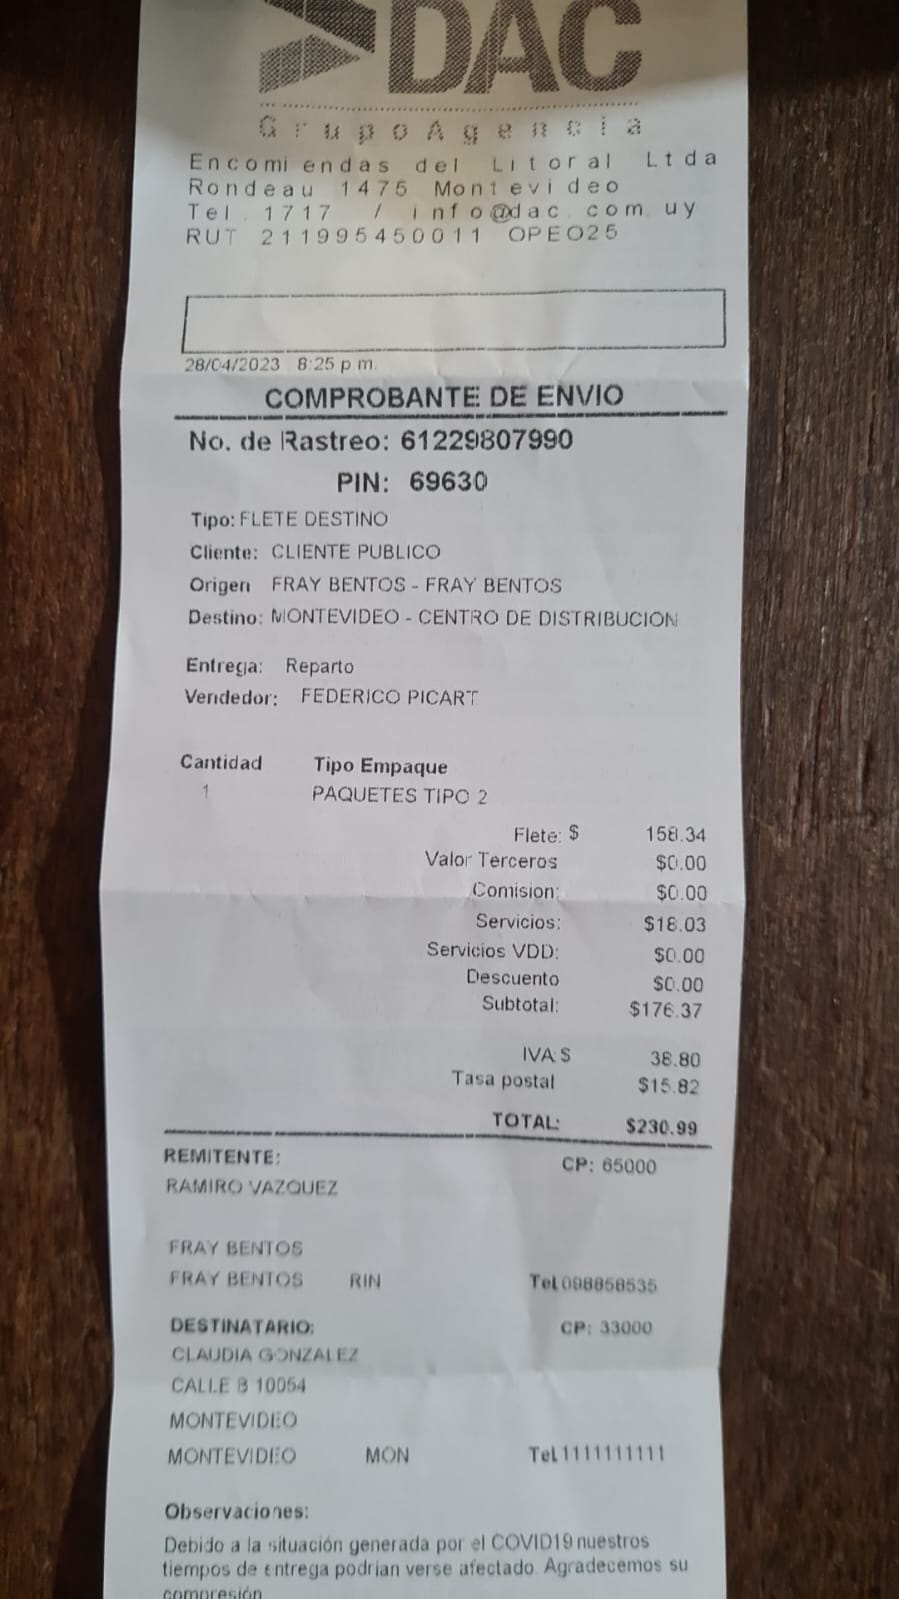 DAC
GrupoAgencia
Encomiendas del Litoral Ltda
Rondeau 1475 Montevideo
Tel. 1717 / info@dac.com.uy
RUT 211995450011 OPEO25
28/04/2023 8:25 p m.
COMPROBANTE DE ENVIO
No. de Rastreo: 61229807990
PIN: 69630
Tipo: FLETE DESTINO
Cliente: CLIENTE PUBLICO
Origen FRAY BENTOS - FRAY BENTOS
Destino: MONTEVIDEO - CENTRO DE DISTRIBUCION
Entrega: Reparto
Vendedor: FEDERICO PICART
Cantidad Tipo Empaque
1 PAQUETES TIPO 2
Flete: $ 158.34
Valor Terceros $0.00
Comision: $0.00
Servicios: $18.03
Servicios VDD: $0.00
Descuento $0.00
Subtotal: $176.37
IVA:$ 38.80
Tasa postal $15.82
TOTAL: $230.99
REMITENTE: CP: 65000
RAMIRO VAZQUEZ
FRAY BENTOS
FRAY BENTOS RIN Tel.098858535
DESTINATARIO: CP: 33000
CLAUDIA GONZALEZ
CALLE B 10054
MONTEVIDEO
MONTEVIDEO MON Tel.1111111111
Observaciones:
Debido a la situación generada por el COVID19 nuestros
tiempos de entrega podrian verse afectado. Agradecemos su
compresión